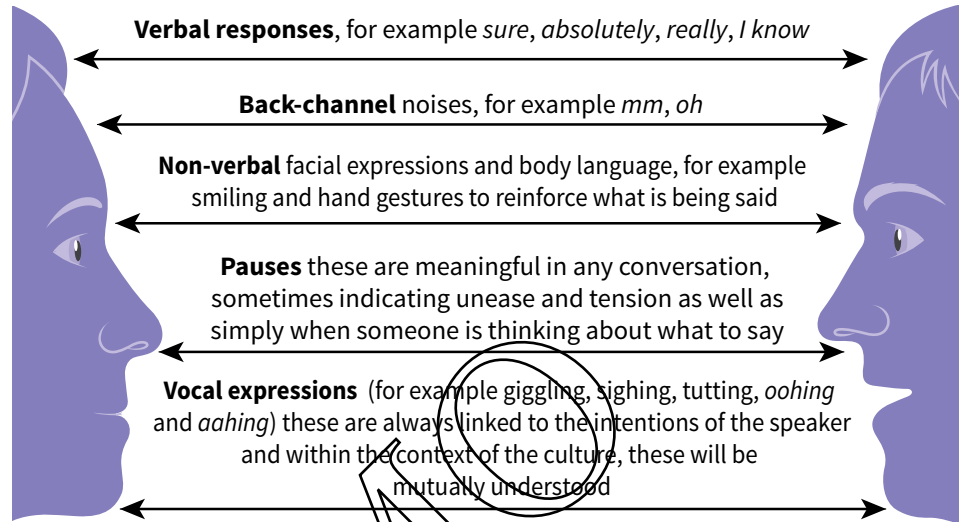 Verbal responses, for example sure, absolutely, really, I know
Back-channel noises, for example mm, oh
Non-verbal facial expressions and body language, for example
smiling and hand gestures to reinforce what is being said
Pauses these are meaningful in any conversation,
sometimes indicating unease and tension as well as
simply when someone is thinking about what to say
Vocal expressions (for example giggling, sighing, tutting, oohing
and aahing) these are always linked to the intentions of the speaker
and within the context of the culture, these will be
mutually understood